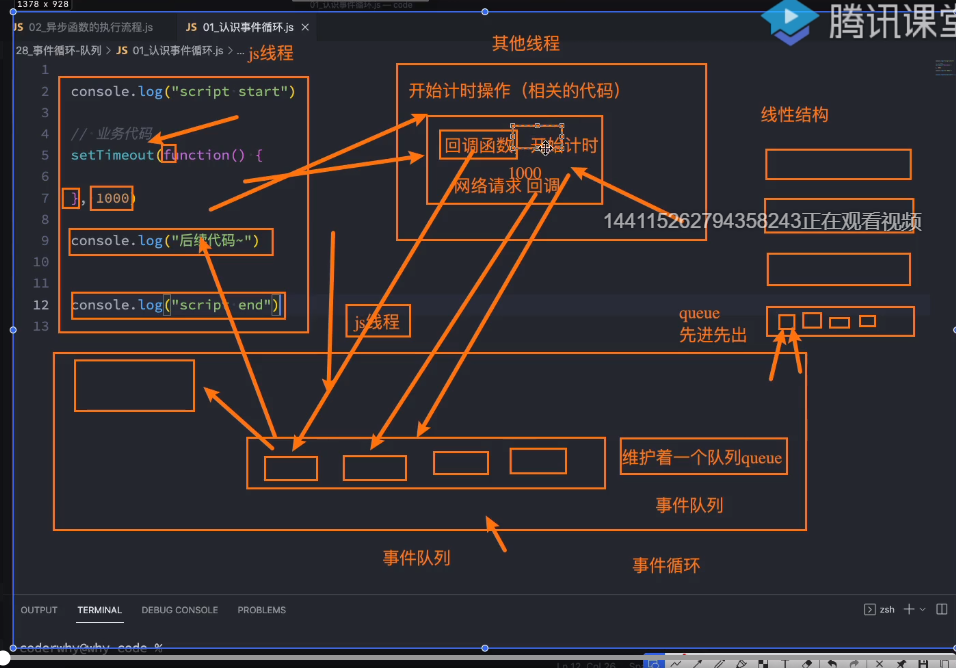 1378 x 928
01_认识事件循环.js — code
JS 02_异步函数的执行流程.js
JS 01_认识事件循环.js ×
腾讯课堂
28_事件循环-队列 > JS 01_认识事件循环.js > ...
js线程
其他线程
1
2 console.log("script start")
3
4 // 业务代码
5 setTimeout(function() {
6
7 }, 1000)
8
9 console.log("后续代码~")
10
11
12 console.log("script end")
13
开始计时操作（相关的代码）
回调函数 开始计时
1000
网络请求 回调
线性结构
144115262794358243正在观看视频
js线程
queue
先进先出
维护着一个队列queue
事件队列
事件队列
事件循环
OUTPUT TERMINAL DEBUG CONSOLE PROBLEMS
zsh
coderwhy@why code %